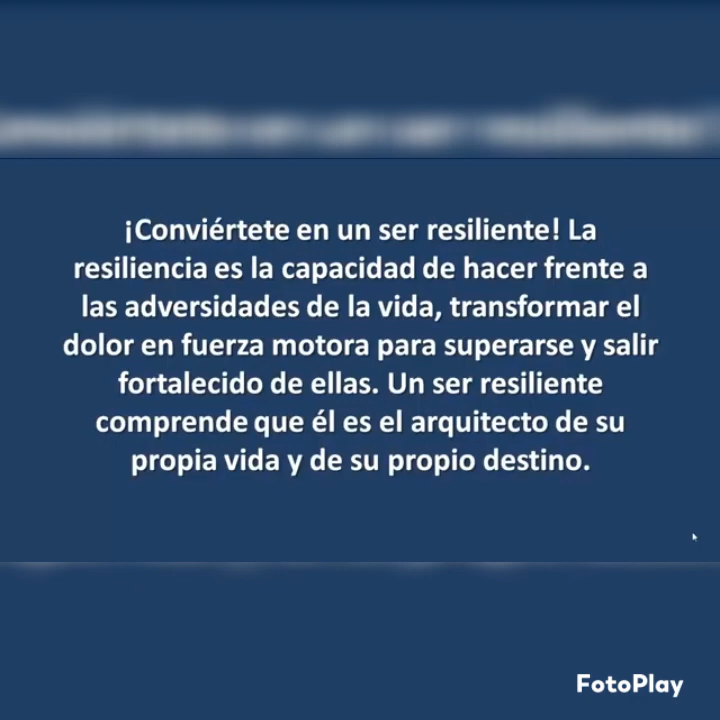 ¡Conviértete en un ser resiliente! La
resiliencia es la capacidad de hacer frente a
las adversidades de la vida, transformar el
dolor en fuerza motora para superarse y salir
fortalecido de ellas. Un ser resiliente
comprende que él es el arquitecto de su
propia vida y de su propio destino.
FotoPlay